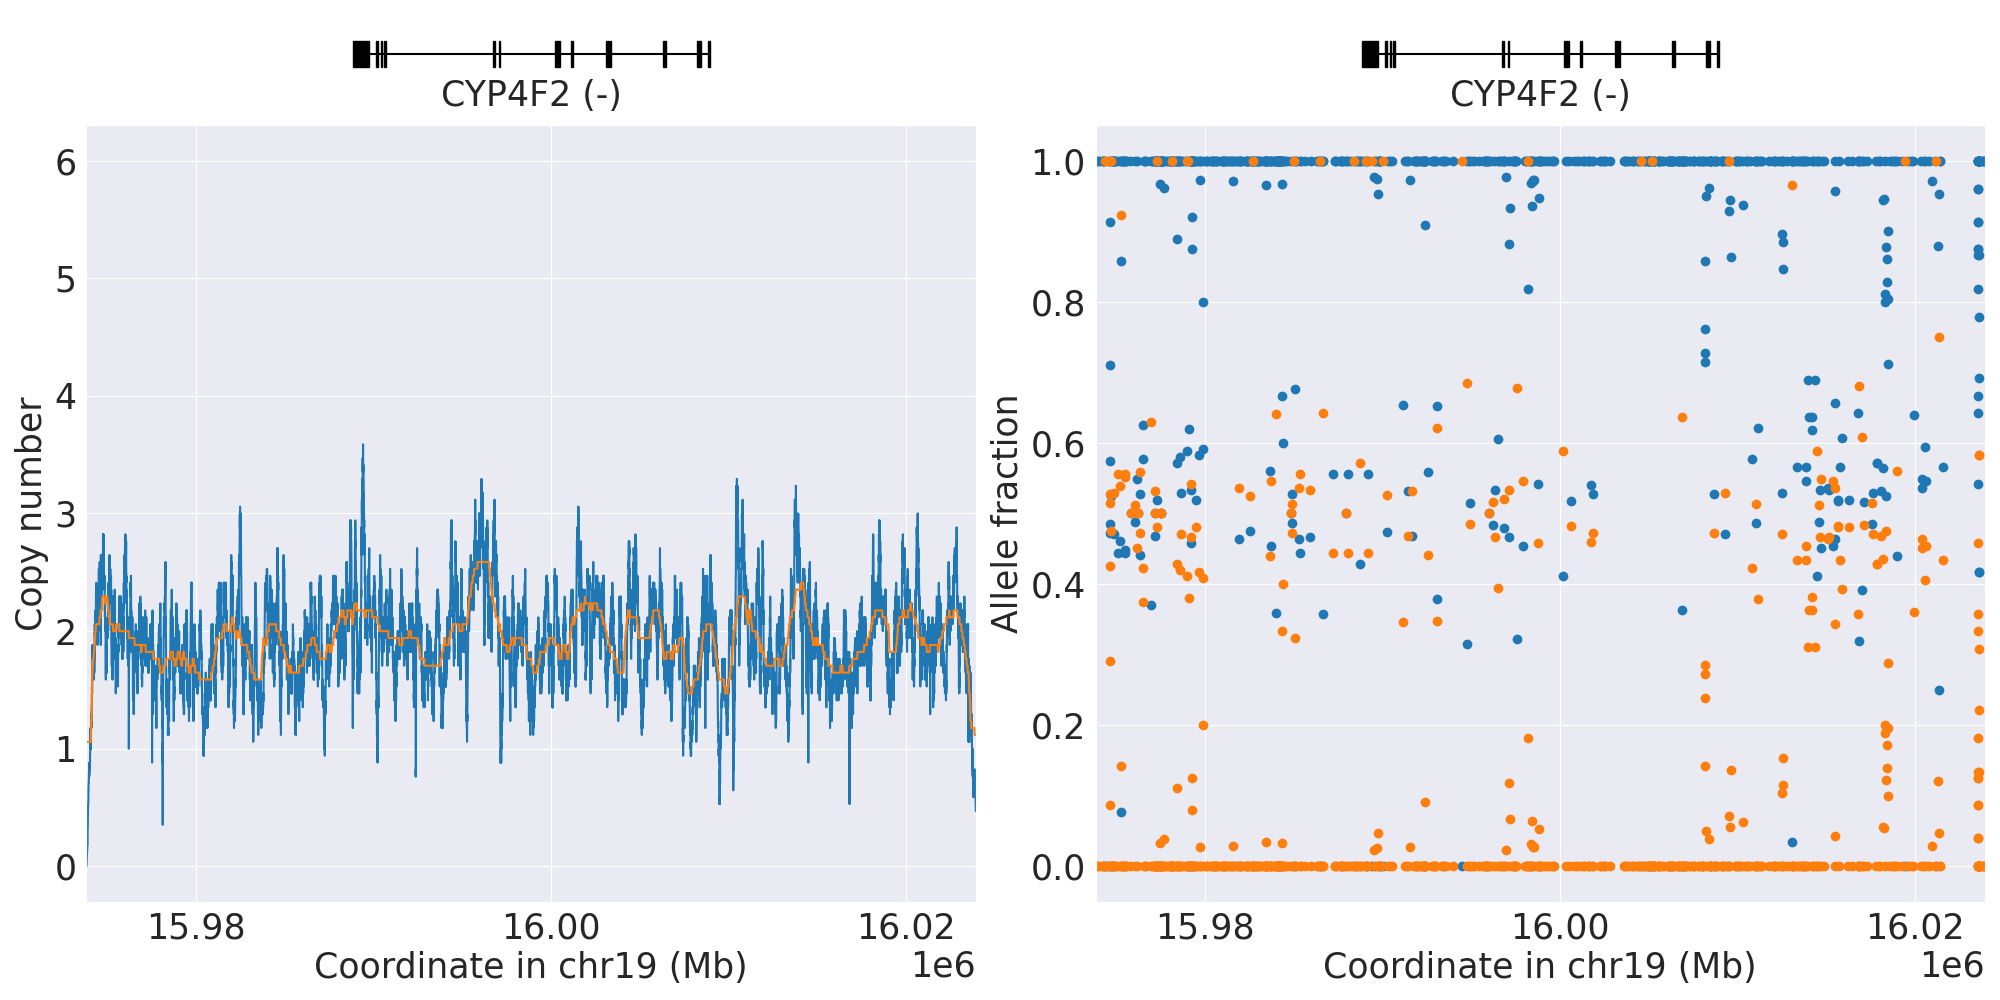 CYP4F2 (-)
CYP4F2 (-)
Copy number
6
5
4
3
2
1
0
15.98
16.00
16.02
Coordinate in chr19 (Mb)
1e6
Allele fraction
1.0
0.8
0.6
0.4
0.2
0.0
15.98
16.00
16.02
Coordinate in chr19 (Mb)
1e6